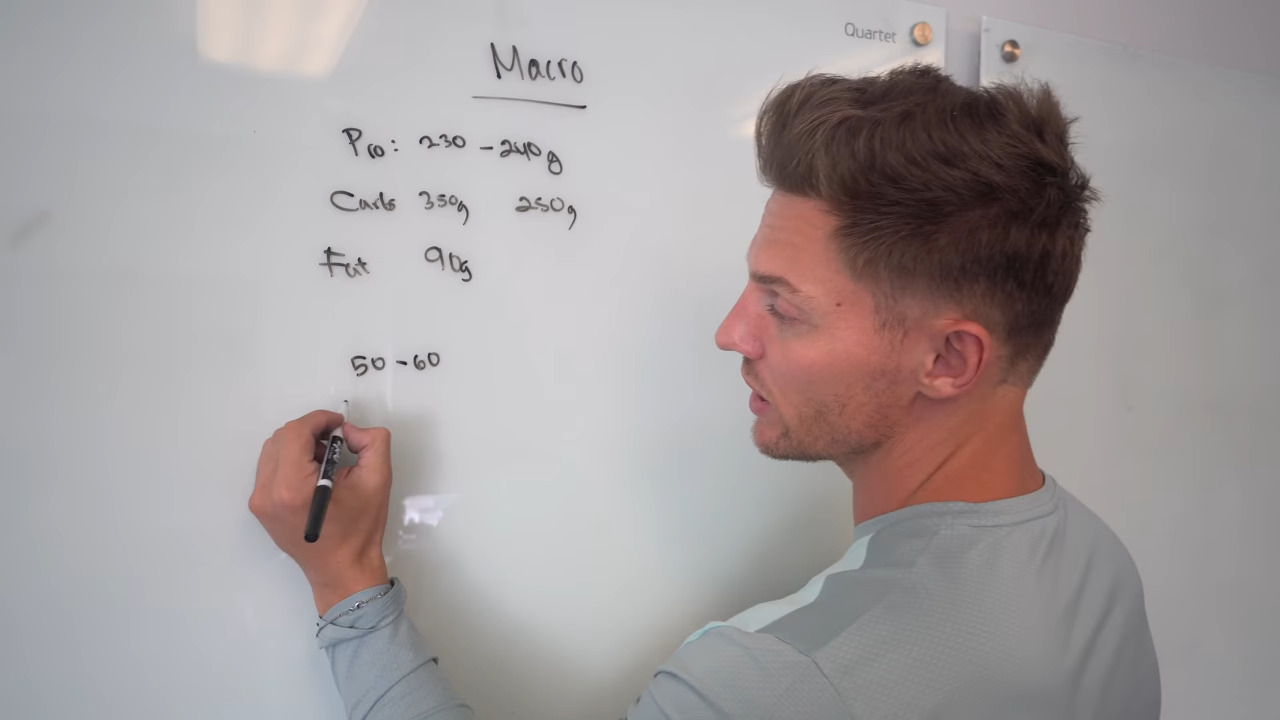 Quartet
Macro
Pro: 230 - 240g
Carbs 350g 250g
Fat 90g
50 - 60